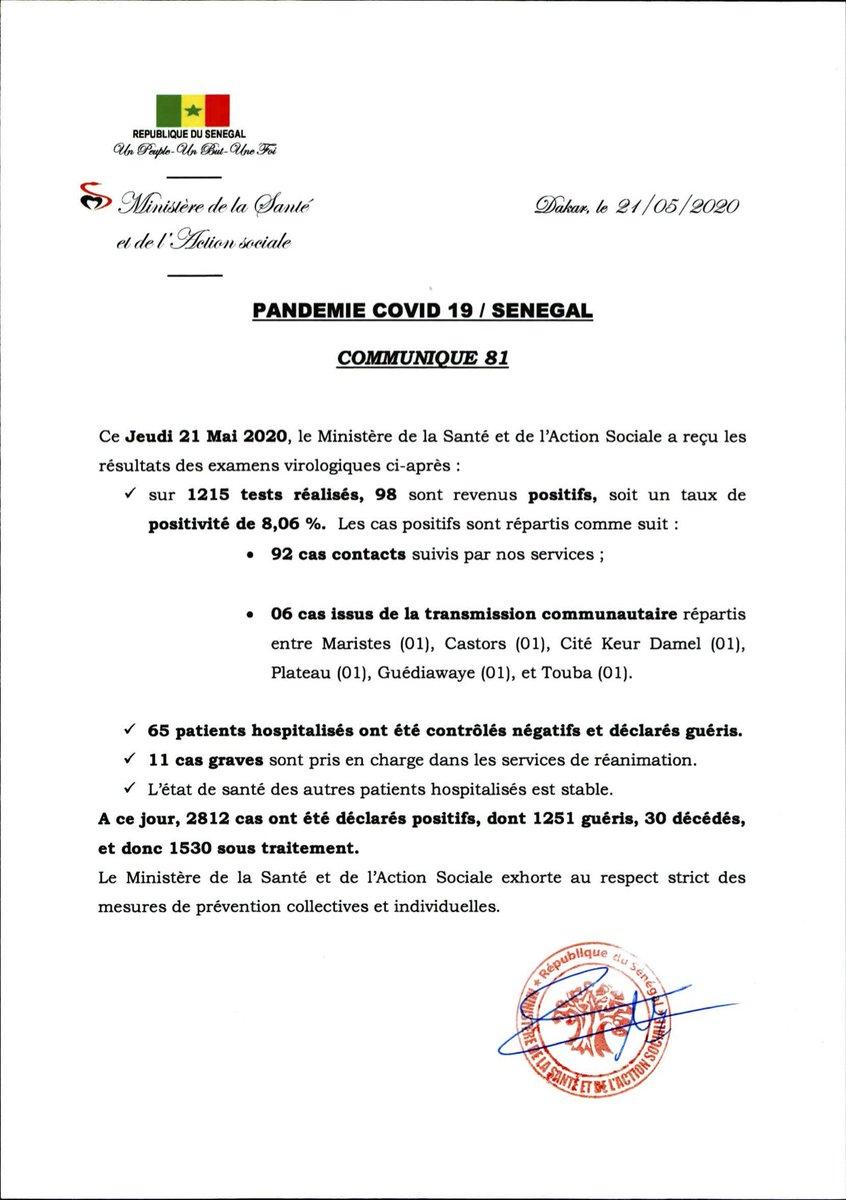 REPUBLIQUE DU SENEGAL
Un Peuple-Un But-Une Foi
Ministère de la Santé
et de l'Action sociale
Dakar, le 21/05/2020
PANDEMIE COVID 19 / SENEGAL
COMMUNIQUE 81
Ce Jeudi 21 Mai 2020, le Ministère de la Santé et de l'Action Sociale a reçu les
résultats des examens virologiques ci-après :
✓ sur 1215 tests réalisés, 98 sont revenus positifs, soit un taux de
positivité de 8,06 %. Les cas positifs sont répartis comme suit :
• 92 cas contacts suivis par nos services ;
• 06 cas issus de la transmission communautaire répartis
entre Maristes (01), Castors (01), Cité Keur Damel (01),
Plateau (01), Guédiawaye (01), et Touba (01).
✓ 65 patients hospitalisés ont été contrôlés négatifs et déclarés guéris.
✓ 11 cas graves sont pris en charge dans les services de réanimation.
✓ L'état de santé des autres patients hospitalisés est stable.
A ce jour, 2812 cas ont été déclarés positifs, dont 1251 guéris, 30 décédés,
et donc 1530 sous traitement.
Le Ministère de la Santé et de l'Action Sociale exhorte au respect strict des
mesures de prévention collectives et individuelles.
République du Sénégal
MINISTÈRE DE LA SANTÉ ET DE L'ACTION SOCIALE